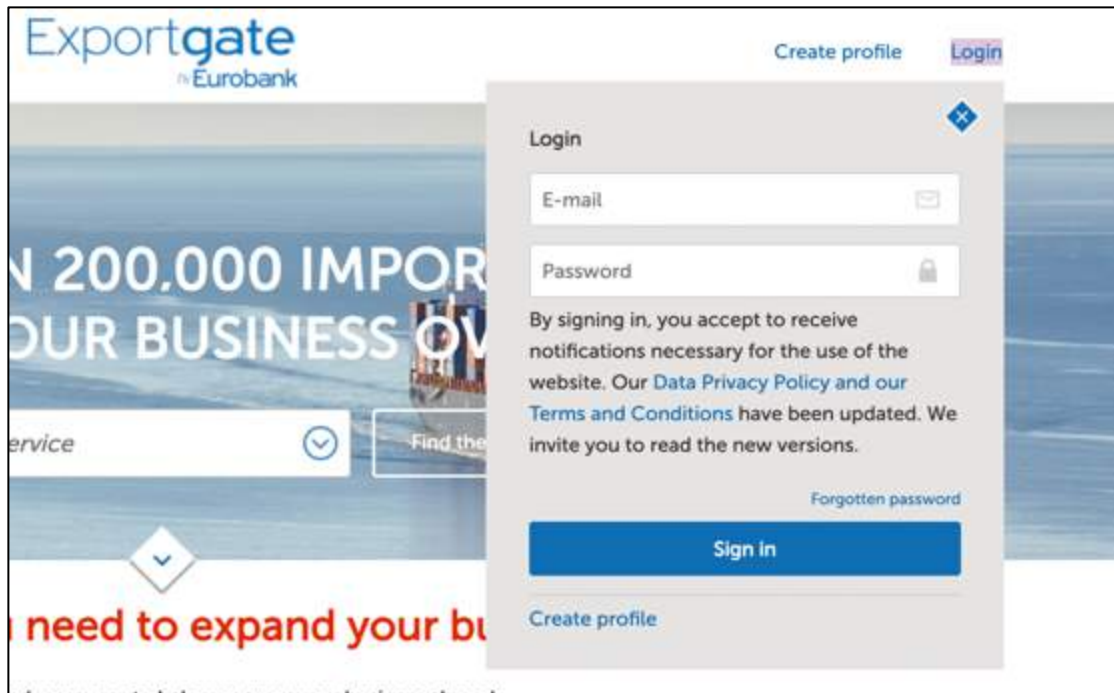 Exportgate
by Eurobank
Create profile
Login
Login
E-mail
Password
By signing in, you accept to receive
notifications necessary for the use of the
website. Our Data Privacy Policy and our
Terms and Conditions have been updated. We
invite you to read the new versions.
Forgotten password
Sign in
Create profile
N 200,000 IMPOR
OUR BUSINESS OV
ervice
Find the
need to expand your bu